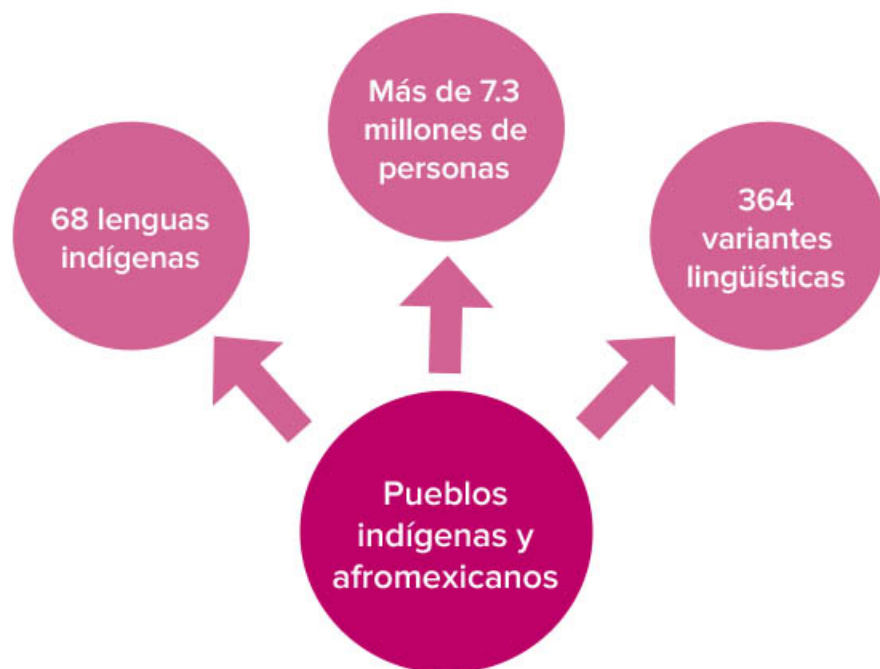 Más de 7.3
millones de
personas
68 lenguas
indígenas
364
variantes
lingüísticas
Pueblos
indígenas y
afromexicanos